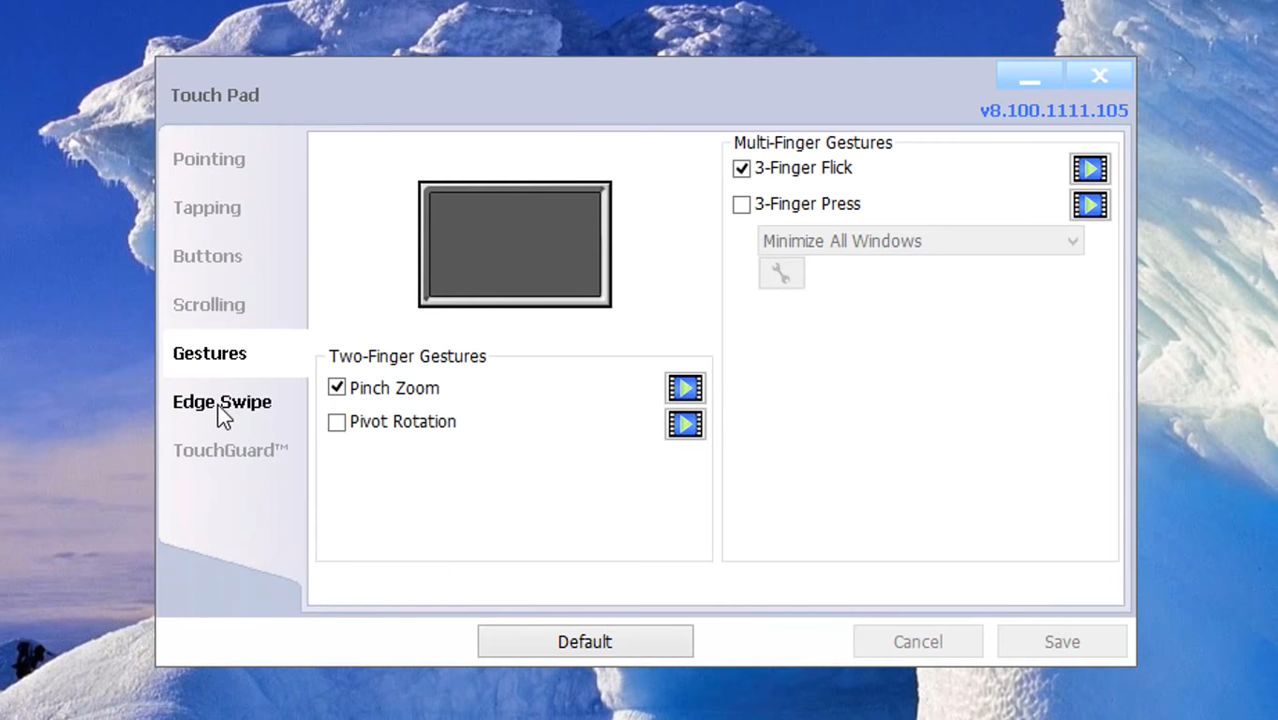 Touch Pad
v8.100.1111.105
Pointing
Tapping
Buttons
Scrolling
Gestures
Edge Swipe
TouchGuard™
Two-Finger Gestures
Pinch Zoom
Pivot Rotation
Multi-Finger Gestures
3-Finger Flick
3-Finger Press
Minimize All Windows
Default
Cancel
Save